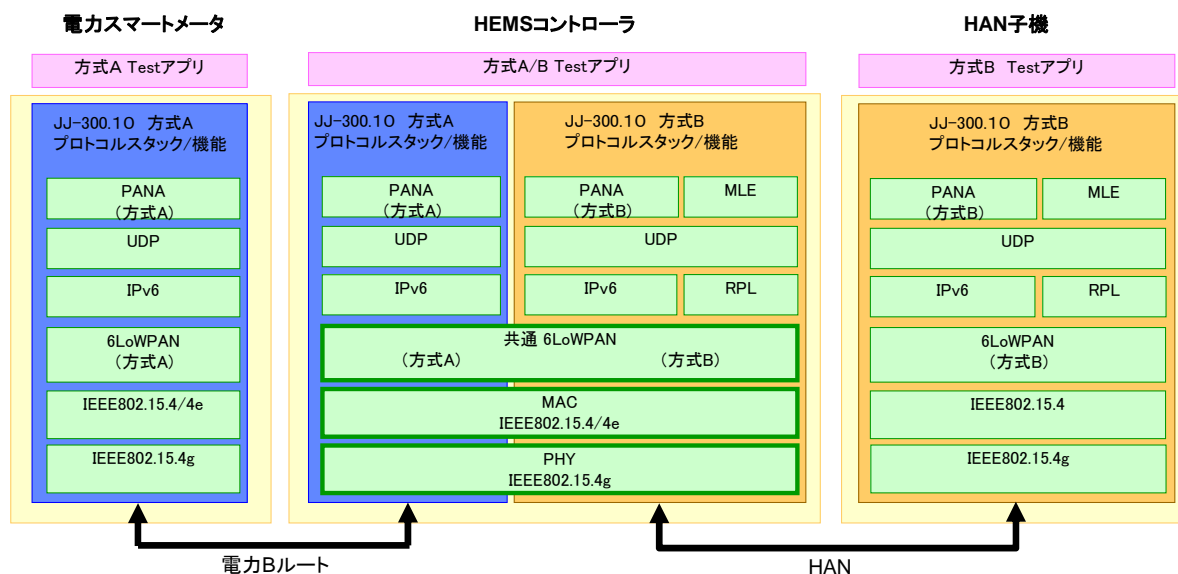 電力スマートメータ
方式A Testアプリ
JJ-300.10 方式A
プロトコルスタック/機能
PANA
(方式A)
UDP
IPv6
6LoWPAN
(方式A)
IEEE802.15.4/4e
IEEE802.15.4g
HEMSコントローラ
方式A/B Testアプリ
JJ-300.10 方式A
プロトコルスタック/機能
PANA
(方式A)
UDP
IPv6
JJ-300.10 方式B
プロトコルスタック/機能
PANA
(方式B)
MLE
UDP
IPv6
RPL
共通 6LoWPAN
(方式A) (方式B)
MAC
IEEE802.15.4/4e
PHY
IEEE802.15.4g
HAN子機
方式B Testアプリ
JJ-300.10 方式B
プロトコルスタック/機能
PANA
(方式B)
MLE
UDP
IPv6
RPL
6LoWPAN
(方式B)
IEEE802.15.4
IEEE802.15.4g
電力Bルート
HAN